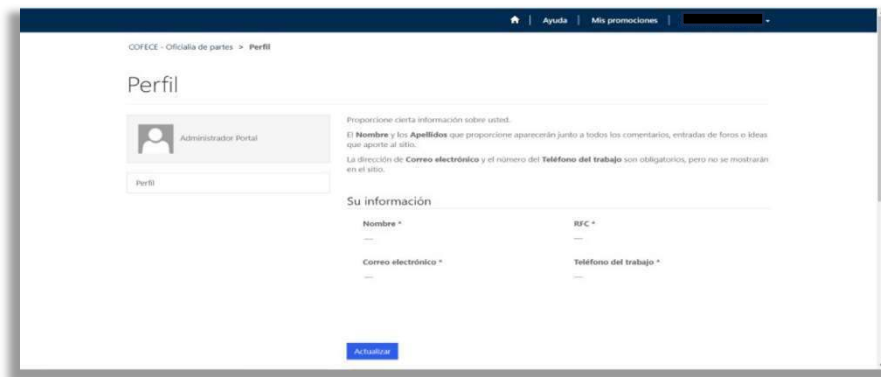 Ayuda | Mis promociones |
COFECE - Oficialía de partes > Perfil
Perfil
Administrador Portal
Perfil
Proporcione cierta información sobre usted.
El Nombre y los Apellidos que proporcione aparecerán junto a todos los comentarios, entradas de foros o ideas
que aporte al sitio.
La dirección de Correo electrónico y el número del Teléfono del trabajo son obligatorios, pero no se mostrarán
en el sitio.
Su información
Nombre * RFC *
— —
Correo electrónico * Teléfono del trabajo *
— —
Actualizar